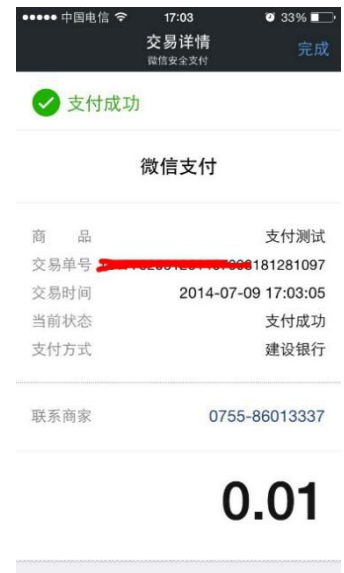 中国电信 17:03 33%
交易详情 完成
微信安全支付
支付成功
微信支付
商 品 支付测试
交易单号 181281097
交易时间 2014-07-09 17:03:05
当前状态 支付成功
支付方式 建设银行
联系商家 0755-86013337
0.01